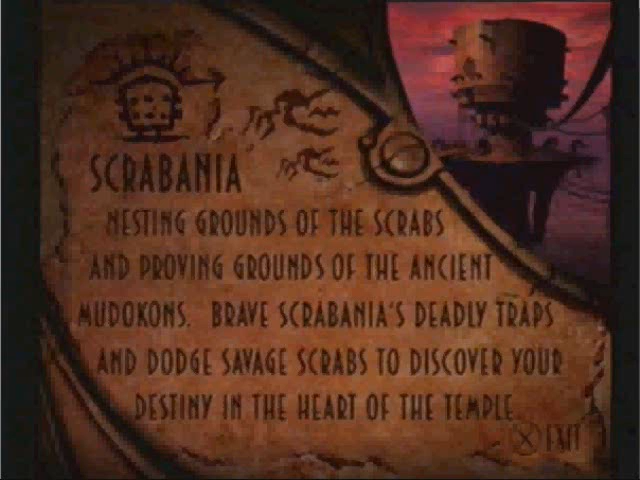 SCRABANIA
NESTING GROUNDS OF THE SCRABS
AND PROVING GROUNDS OF THE ANCIENT
MUDOKONS. BRAVE SCRABANIA'S DEADLY TRAPS
AND DODGE SAVAGE SCRABS TO DISCOVER YOUR
DESTINY IN THE HEART OF THE TEMPLE
EXIT